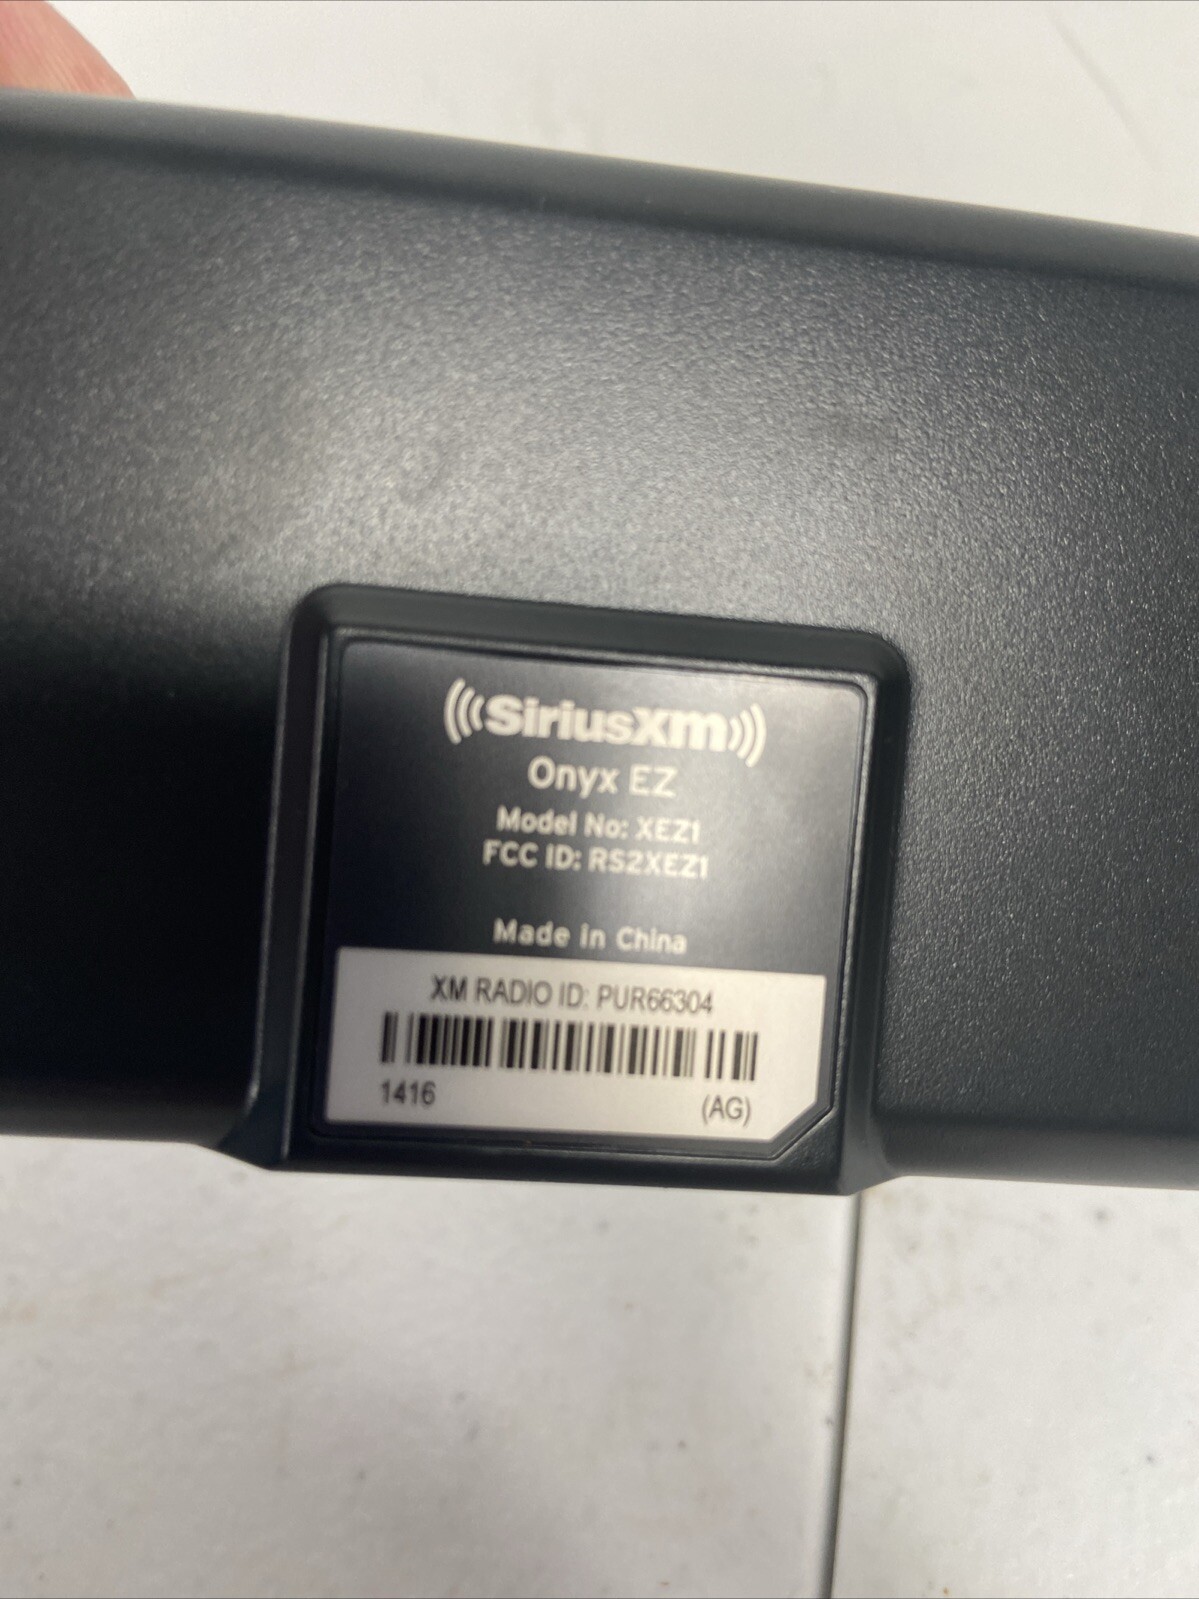 SiriusXM
Onyx EZ
Model No: XEZ1
FCC ID: RS2XEZ1
Made in China
XM RADIO ID: PUR66304
1416
(AG)